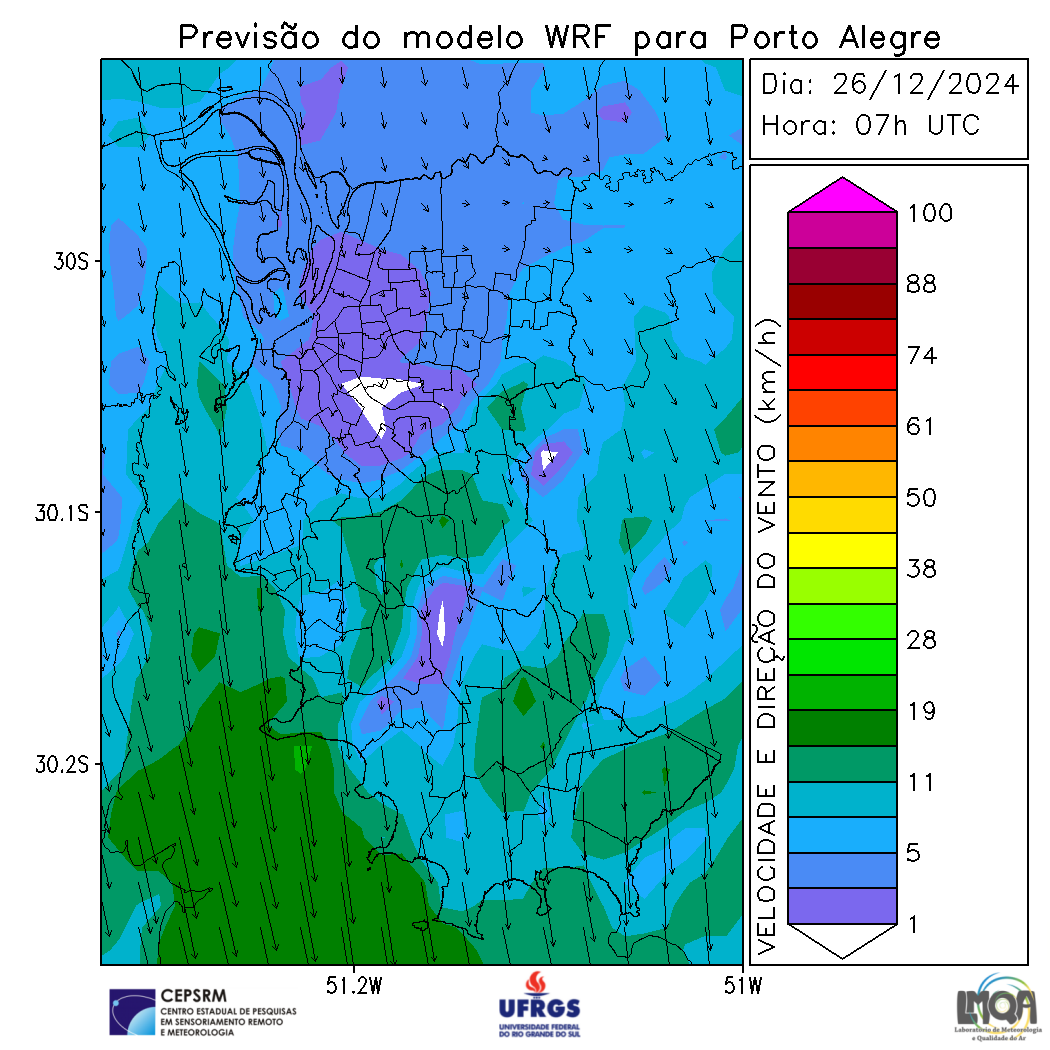 Previsão do modelo WRF para Porto Alegre
Dia: 26/12/2024
Hora: 07h UTC
30S
30.1S
30.2S
51.2W
51W
VELOCIDADE E DIREÇÃO DO VENTO (km/h)
100
88
74
61
50
38
28
19
11
5
1
CEPSRM
CENTRO ESTADUAL DE PESQUISAS
EM SENSORIAMENTO REMOTO
E METEOROLOGIA
UFRGS
UNIVERSIDADE FEDERAL
DO RIO GRANDE DO SUL
LMQA
Laboratório de Meteorologia
e Qualidade do Ar